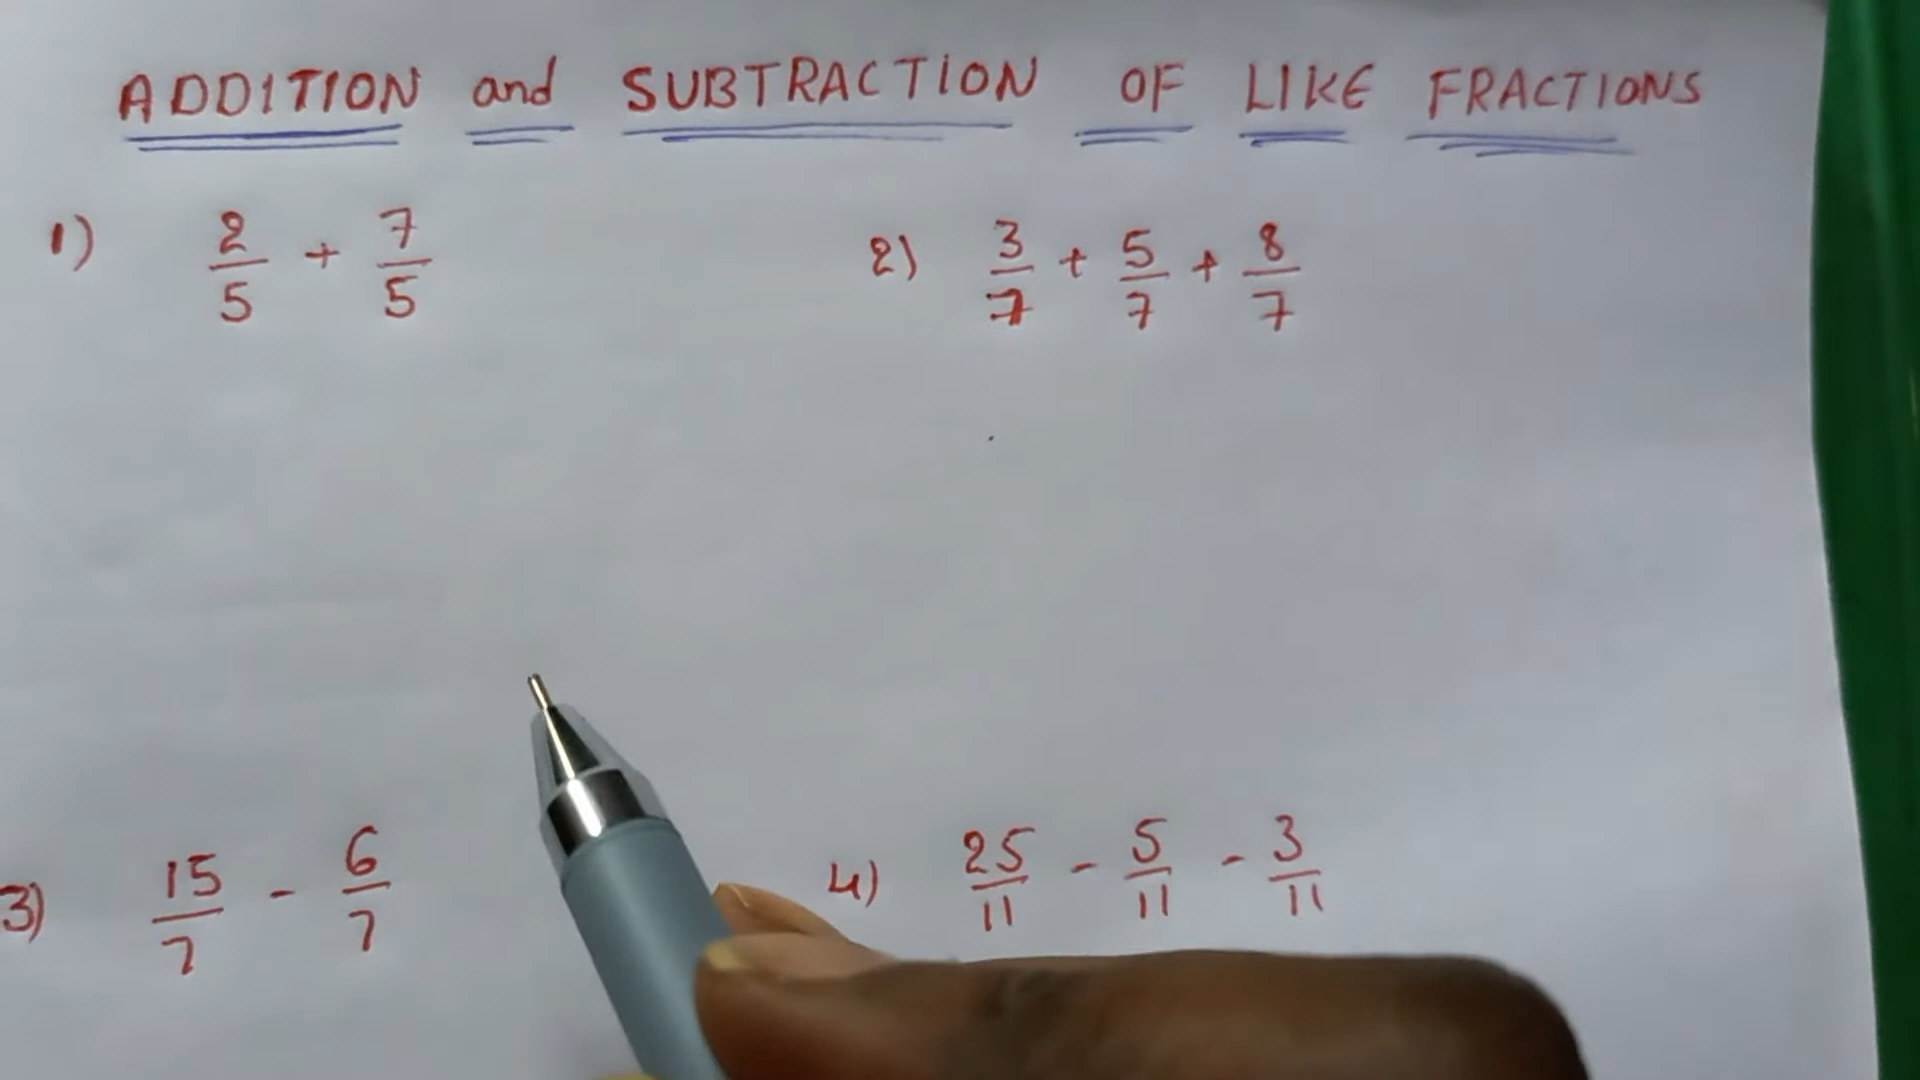 ADDITION and SUBTRACTION OF LIKE FRACTIONS
1) 2/5 + 7/5
2) 3/7 + 5/7 + 8/7
3) 15/7 - 6/7
4) 25/11 - 5/11 - 3/11